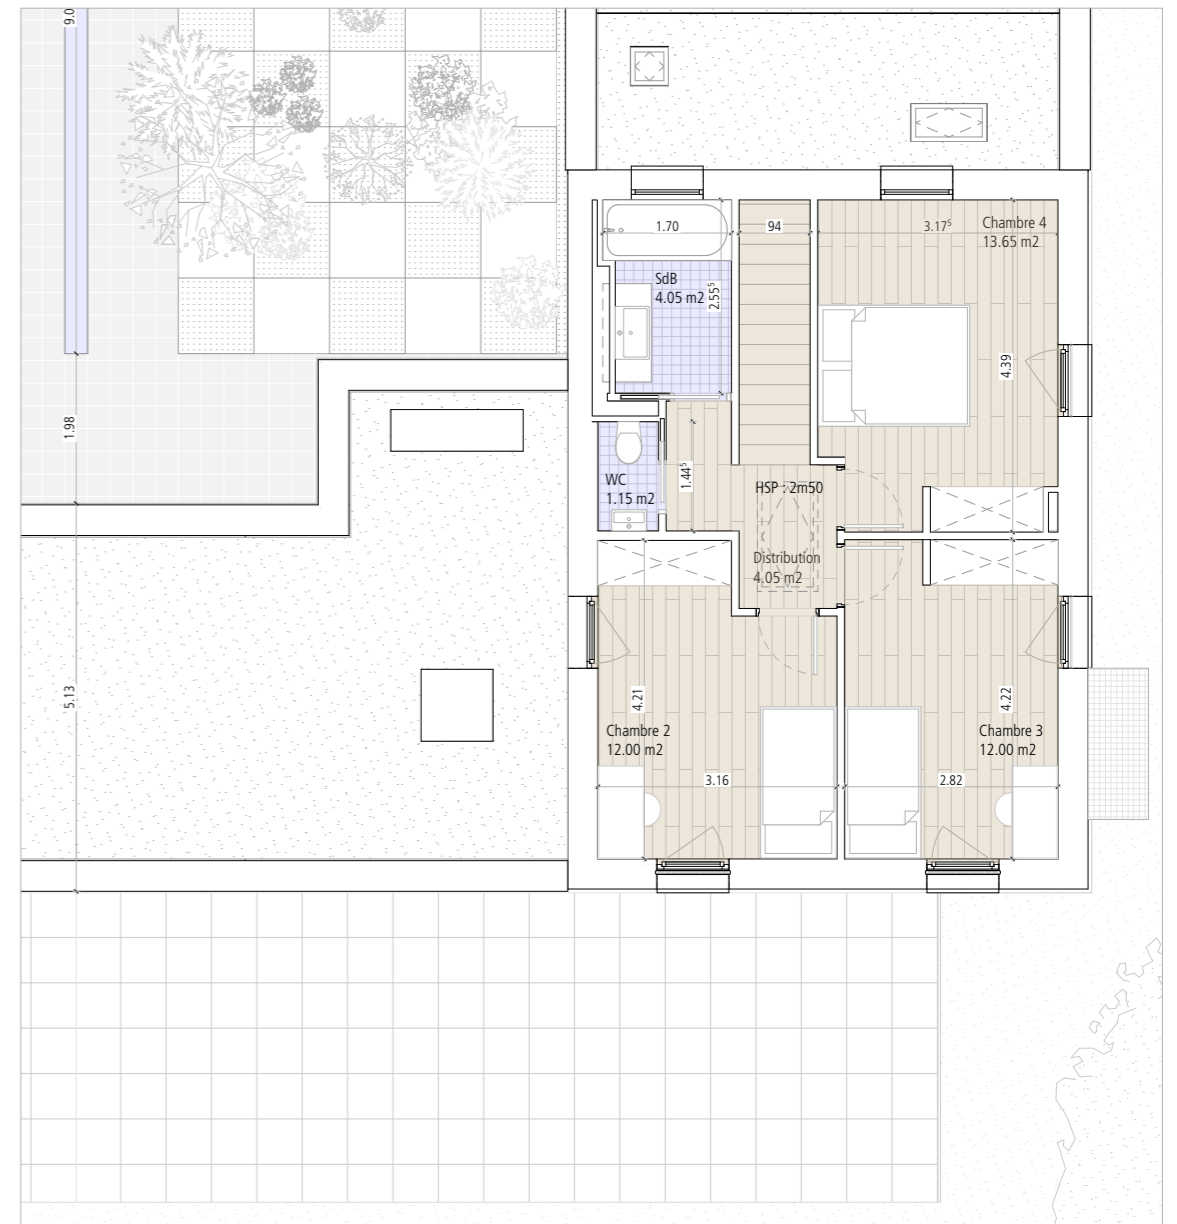 9.0
1.70
94
3.17⁵
Chambre 4
13.65 m2
SdB
4.05 m2
2.55⁵
4.39
1.98
1.44⁵
WC
1.15 m2
HSP : 2m50
Distribution
4.05 m2
5.13
4.21
4.22
Chambre 2
12.00 m2
Chambre 3
12.00 m2
3.16
2.82